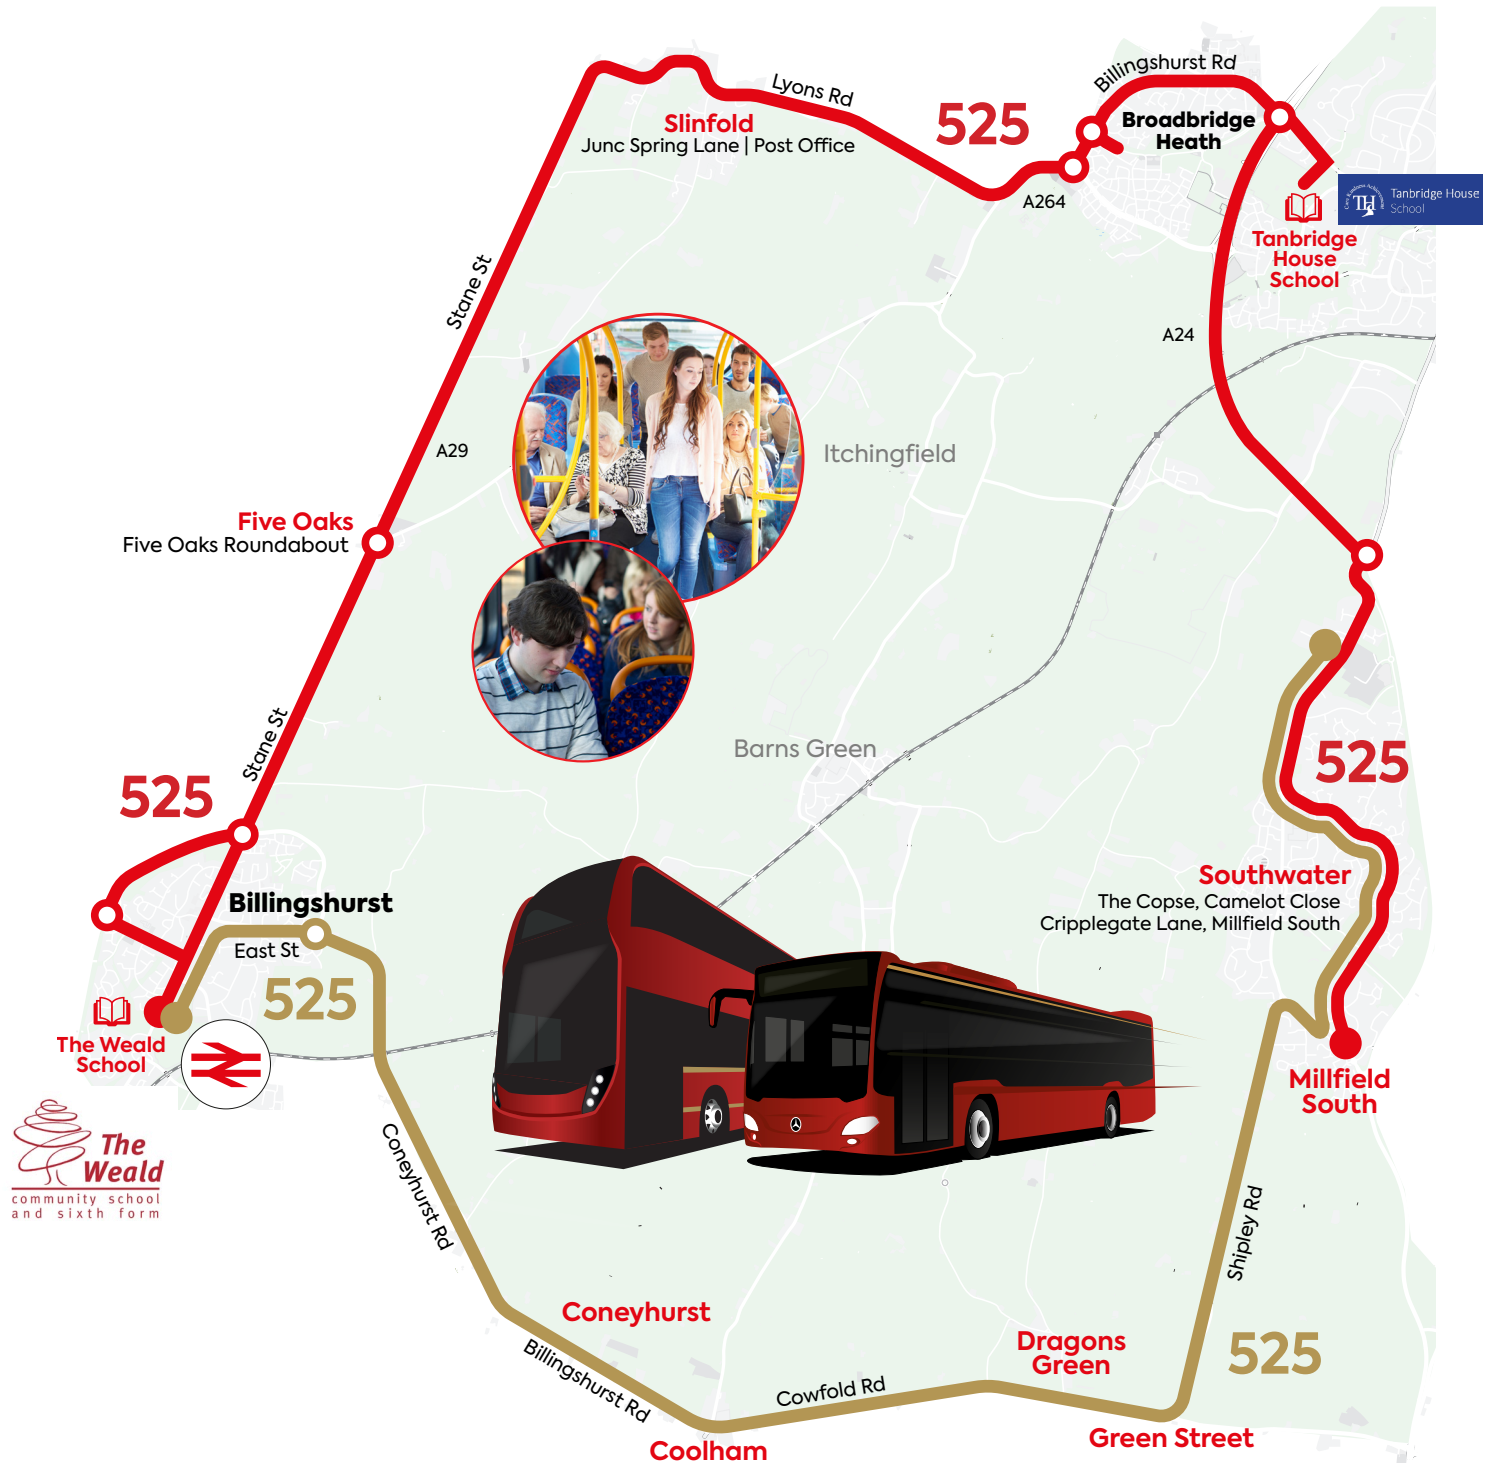 Billingshurst Rd
Lyons Rd
525
Slinfold
Junc Spring Lane | Post Office
Broadbridge
Heath
A264
TH
Tanbridge House
School
Tanbridge
House
School
Stane St
A24
A29
Itchingfield
Five Oaks
Five Oaks Roundabout
Stane St
Barns Green
525
525
Southwater
The Copse, Camelot Close
Cripplegate Lane, Millfield South
Billingshurst
East St
525
The Weald
School
Millfield
South
The
Weald
community school
and sixth form
Coneyhurst Rd
Shipley Rd
Coneyhurst
Billingshurst Rd
Dragons
Green
525
Cowfold Rd
Green Street
Coolham